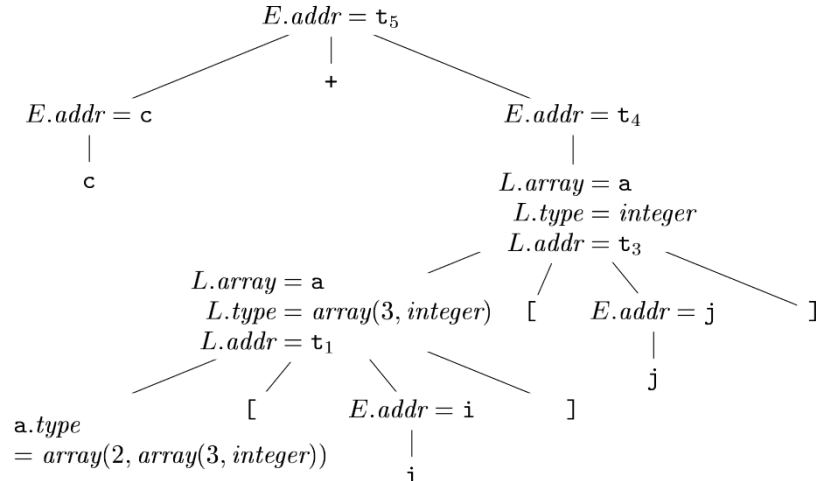 E.addr = t₅
+
E.addr = c
E.addr = t₄
c
L.array = a
L.type = integer
L.addr = t₃
L.array = a
L.type = array(3, integer)
L.addr = t₁
[
E.addr = j
]
j
a.type
= array(2, array(3, integer))
[
E.addr = i
]
i